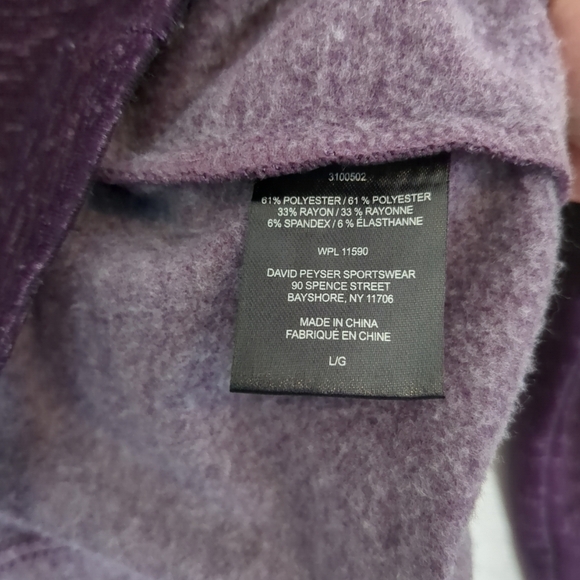 3100502
61% POLYESTER / 61 % POLYESTER
33% RAYON / 33 % RAYONNE
6% SPANDEX / 6 % ÉLASTHANNE
WPL 11590
DAVID PEYSER SPORTSWEAR
90 SPENCE STREET
BAYSHORE, NY 11706
MADE IN CHINA
FABRIQUÉ EN CHINE
L/G